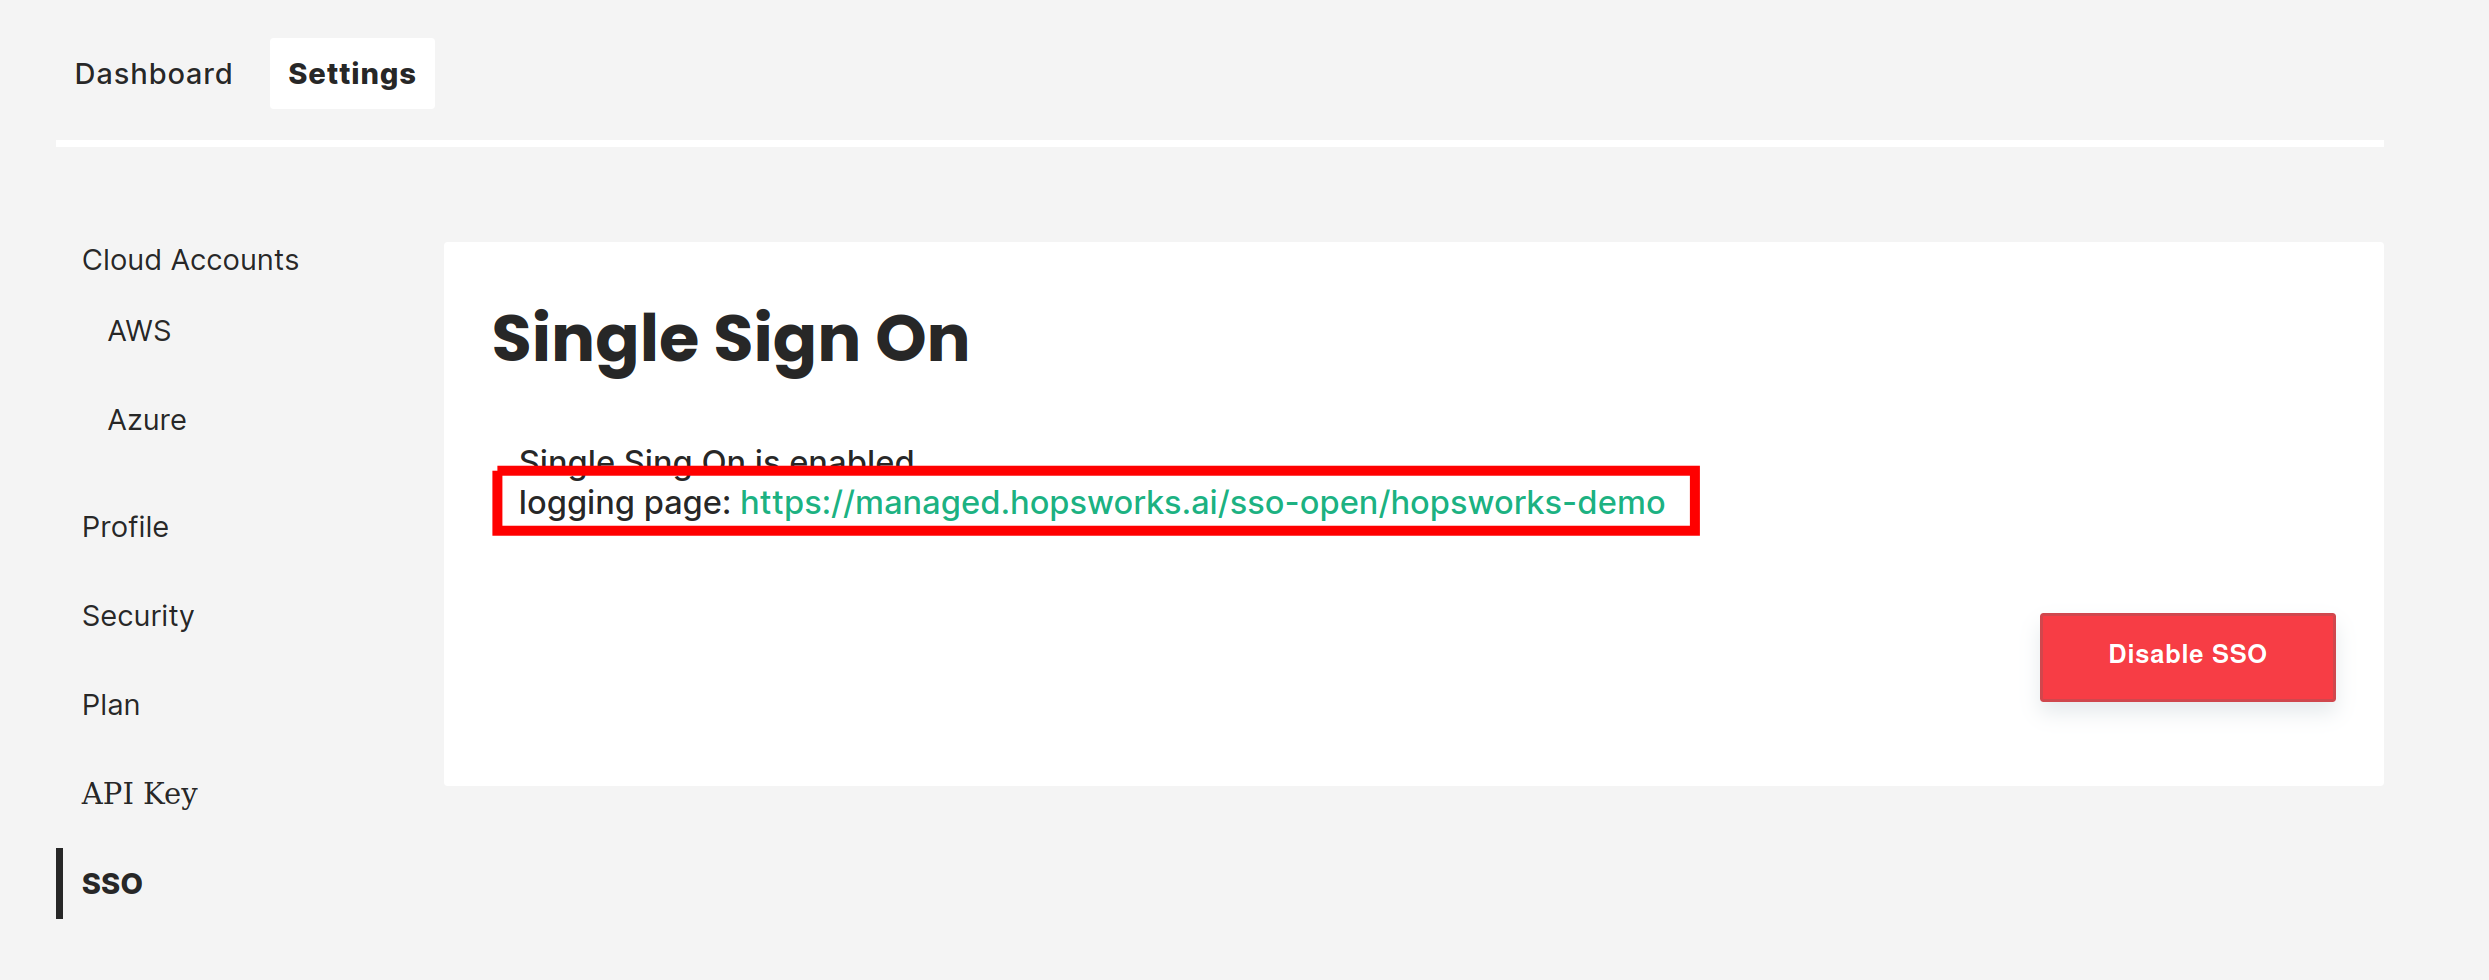 Dashboard Settings
Cloud Accounts
AWS
Azure
Profile
Security
Plan
API Key
sso
Single Sign On
Single Sing On is enabled
logging page: https://managed.hopsworks.ai/sso-open/hopsworks-demo
Disable SSO